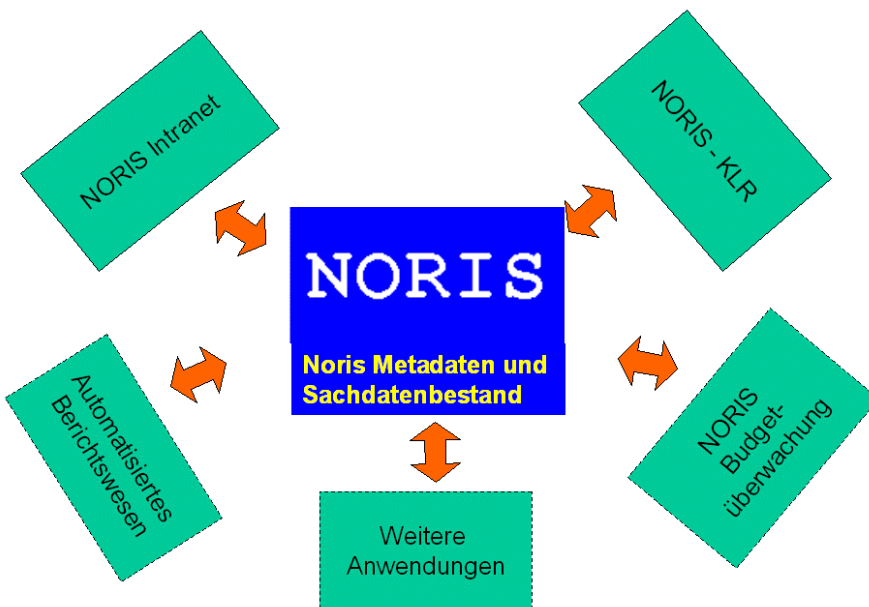 NORIS Intranet
NORIS - KLR
NORIS
Noris Metadaten und
Sachdatenbestand
Automatisiertes
Berichtswesen
NORIS
Budget-
überwachung
Weitere
Anwendungen